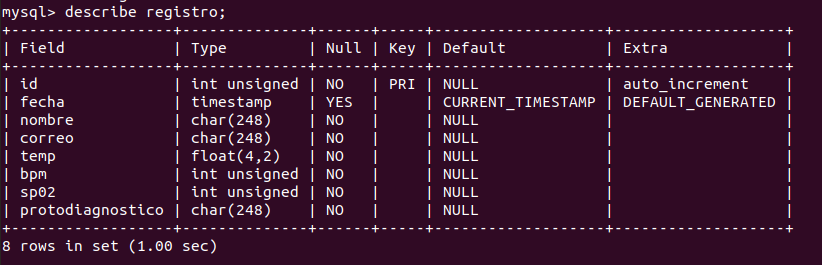 mysql> describe registro;
+------------------+--------------+------+-----+-------------------+-------------------+
| Field            | Type         | Null | Key | Default           | Extra             |
+------------------+--------------+------+-----+-------------------+-------------------+
| id               | int unsigned | NO   | PRI | NULL              | auto_increment    |
| fecha            | timestamp    | YES  |     | CURRENT_TIMESTAMP | DEFAULT_GENERATED |
| nombre           | char(248)    | NO   |     | NULL              |                   |
| correo           | char(248)    | NO   |     | NULL              |                   |
| temp             | float(4,2)   | NO   |     | NULL              |                   |
| bpm              | int unsigned | NO   |     | NULL              |                   |
| sp02             | int unsigned | NO   |     | NULL              |                   |
| protodiagnostico | char(248)    | NO   |     | NULL              |                   |
+------------------+--------------+------+-----+-------------------+-------------------+
8 rows in set (1.00 sec)